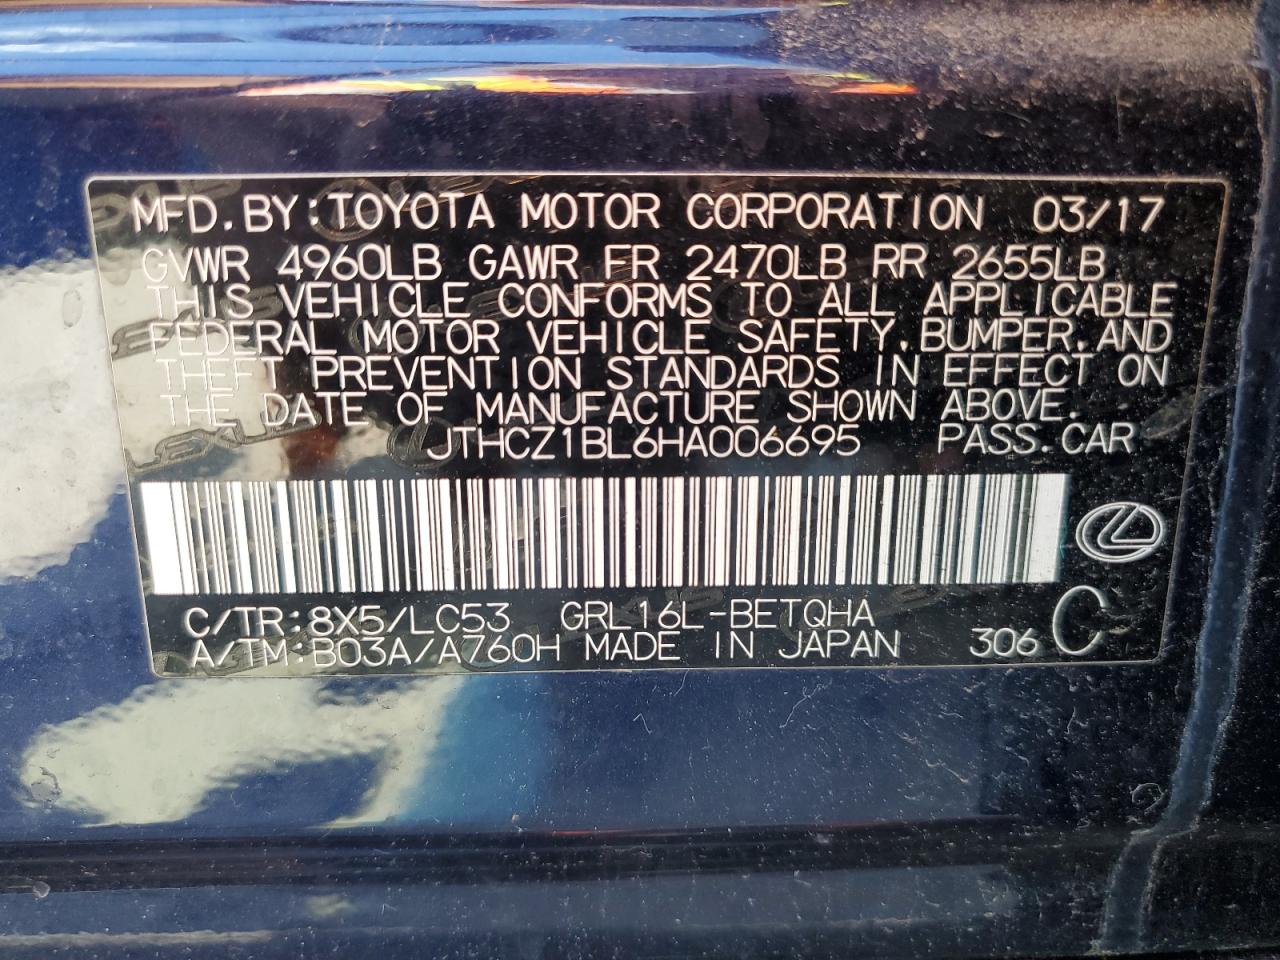 MFD.BY:TOYOTA MOTOR CORPORATION 03/17
GVWR 4960LB GAWR FR 2470LB RR 2655LB
THIS VEHICLE CONFORMS TO ALL APPLICABLE
FEDERAL MOTOR VEHICLE SAFETY,BUMPER,AND
THEFT PREVENTION STANDARDS IN EFFECT ON
THE DATE OF MANUFACTURE SHOWN ABOVE.
JTHCZ1BL6HA006695 PASS.CAR
C/TR:8X5/LC53 GRL16L-BETQHA
A/TM:B03A/A760H MADE IN JAPAN 306 C